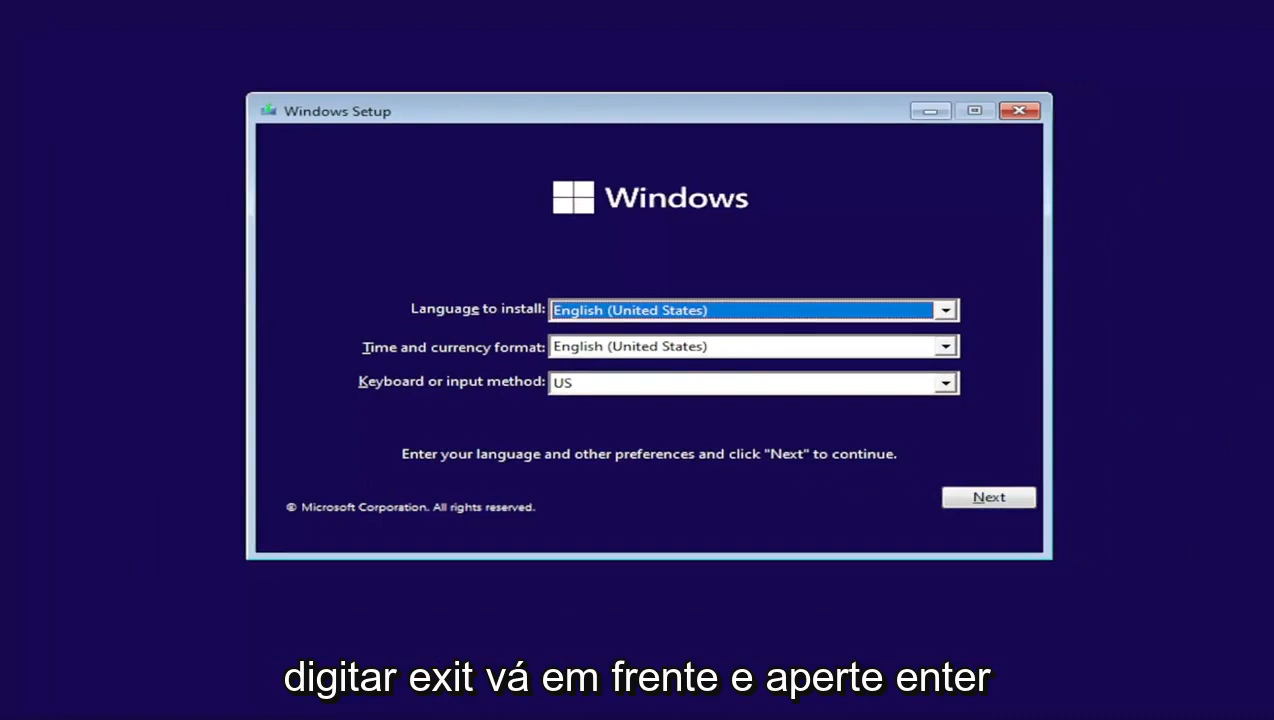 Windows Setup
Windows
Language to install: English (United States)
Time and currency format: English (United States)
Keyboard or input method: US
Enter your language and other preferences and click "Next" to continue.
© Microsoft Corporation. All rights reserved.
Next
digitar exit vá em frente e aperte enter